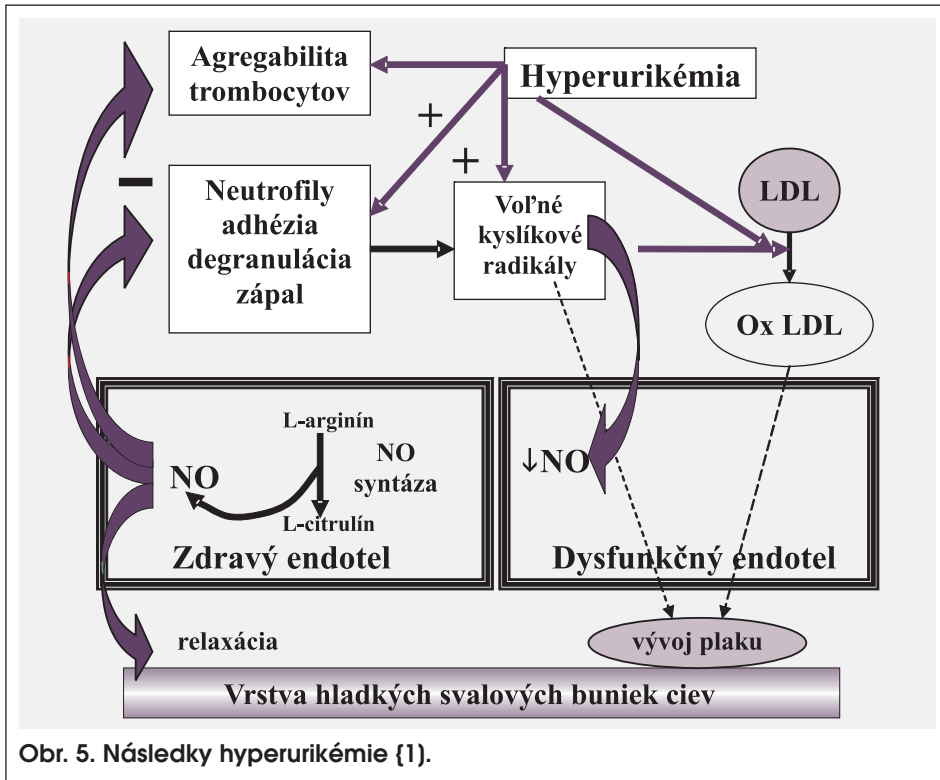 Agregabilita
trombocytov
Hyperurikémia
+
+
−
Neutrofily
adhézia
degranulácia
zápal
Voľné
kyslíkové
radikály
LDL
Ox LDL
L-arginín
NO
NO
syntáza
L-citrulín
Zdravý endotel
↓NO
Dysfunkčný endotel
relaxácia
vývoj plaku
Vrstva hladkých svalových buniek ciev
Obr. 5. Následky hyperurikémie {1).